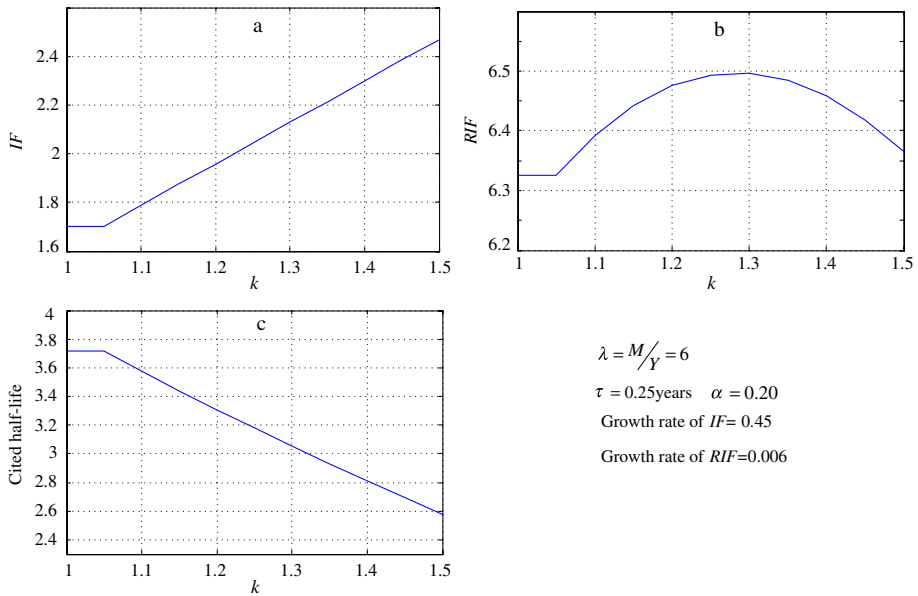 a
2.4
2.2
2
1.8
1.6
IF
1 1.1 1.2 1.3 1.4 1.5
k
b
6.5
6.4
6.3
6.2
RIF
1 1.1 1.2 1.3 1.4 1.5
k
c
4
3.8
3.6
3.4
3.2
3
2.8
2.6
2.4
Cited half-life
1 1.1 1.2 1.3 1.4 1.5
k
λ = M/Y = 6
τ = 0.25years α = 0.20
Growth rate of IF= 0.45
Growth rate of RIF=0.006